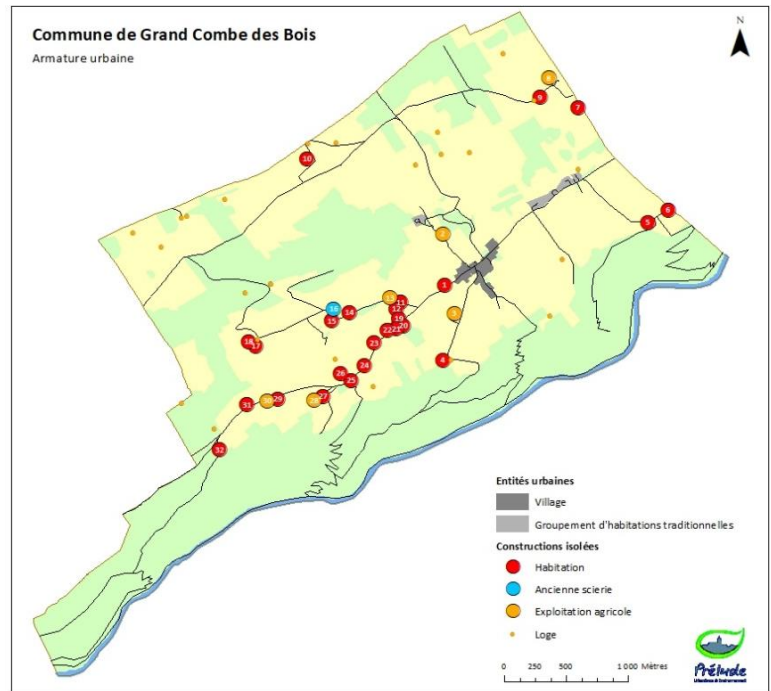 Commune de Grand Combe des Bois
Armature urbaine
N
8
9
7
10
6
5
2
1
13
11
16
12
14
15
19
3
20
22
21
18
17
23
4
24
26
25
27
28
29
30
31
32
Entités urbaines
Village
Groupement d'habitations traditionnelles
Constructions isolées
Habitation
Ancienne scierie
Exploitation agricole
Loge
0 250 500 1 000 Mètres
Prélude